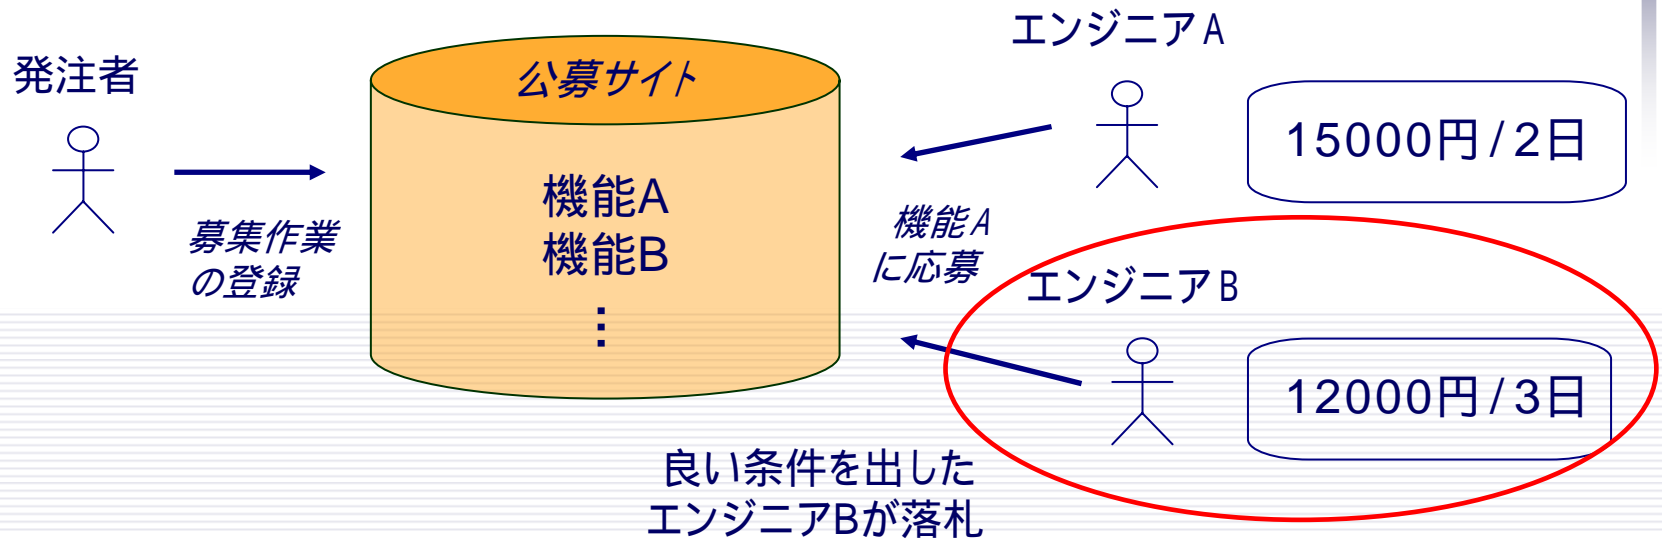 発注者
募集作業
の登録
公募サイト
機能A
機能B
⋮
エンジニアA
15000円/2日
機能A
に応募
エンジニアB
12000円/3日
良い条件を出した
エンジニアBが落札